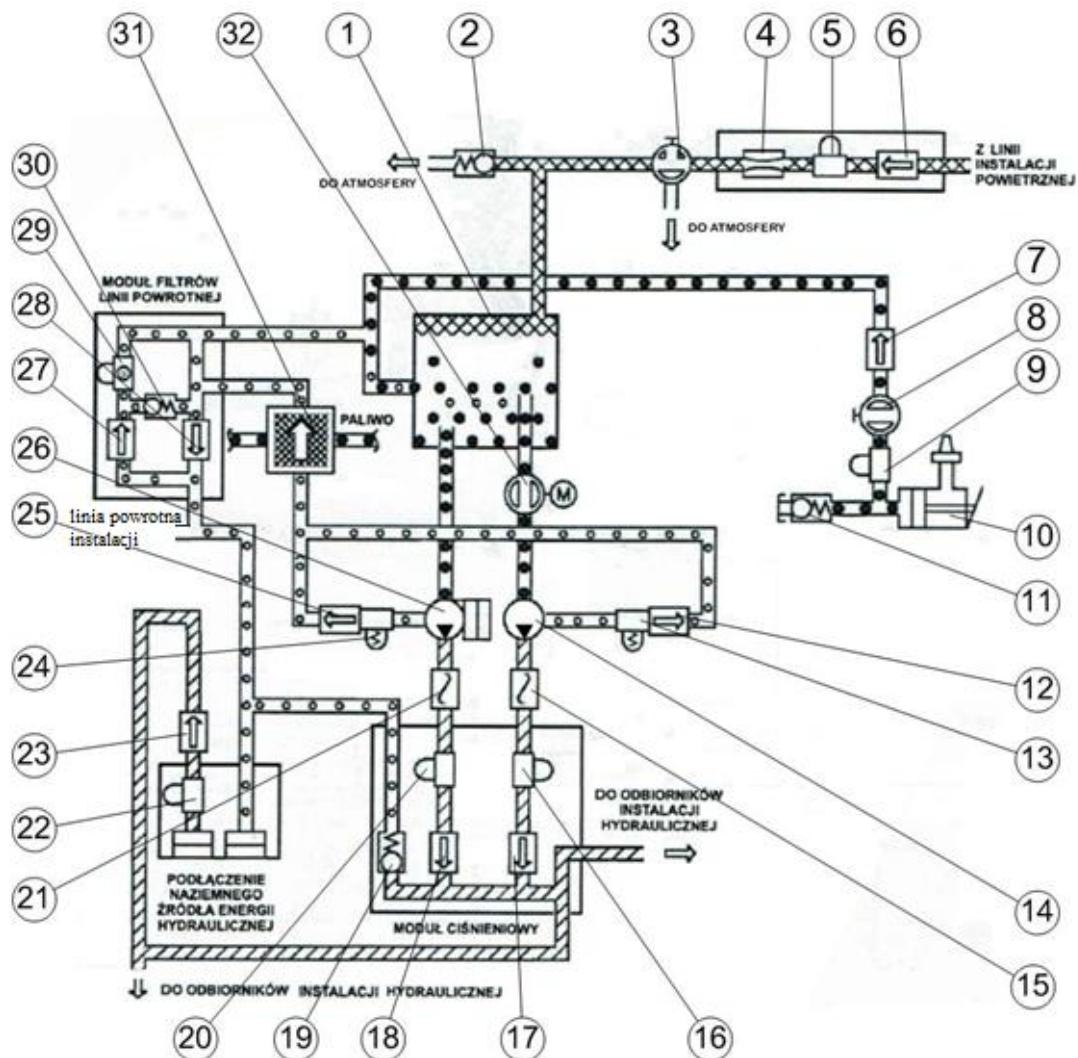 31
32
1
2
3
4
5
6
Z LINII
INSTALACJI
POWIETRZNEJ
DO ATMOSFERY
DO ATMOSFERY
30
29
28
27
26
25
24
23
22
21
MODUŁ FILTRÓW
LINII POWROTNEJ
PALIWO
M
7
8
9
10
11
12
13
14
15
linia powrotna
instalacji
DO ODBIORNIKÓW
INSTALACJI
HYDRAULICZNEJ
PODŁĄCZENIE
NAZIEMNEGO
ŹRÓDŁA ENERGII
HYDRAULICZNEJ
MODUŁ CIŚNIENIOWY
DO ODBIORNIKÓW INSTALACJI HYDRAULICZNEJ
20
19
18
17
16